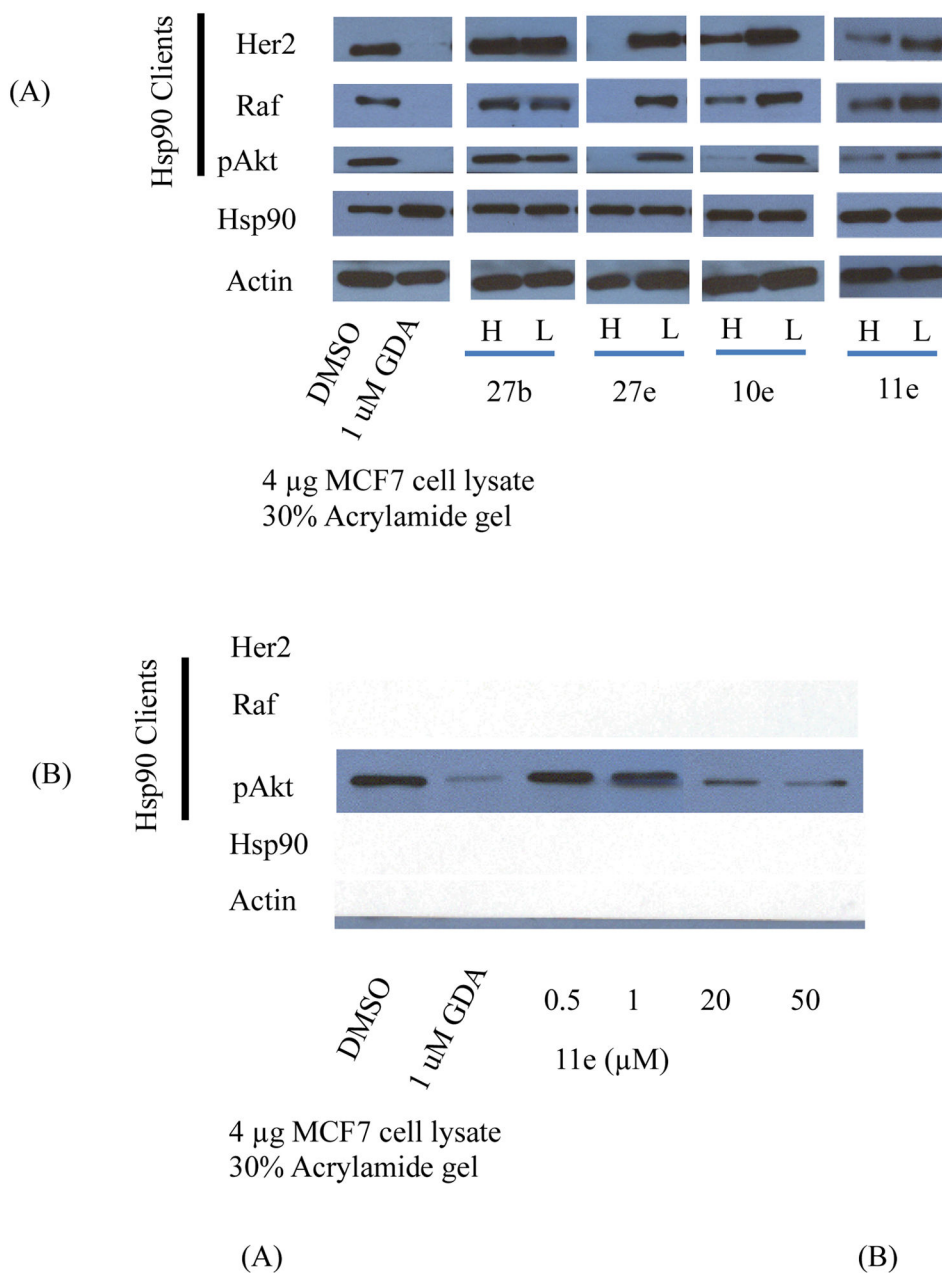 (A)
Hsp90 Clients
Her2
Raf
pAkt
Hsp90
Actin
DMSO
1 uM GDA
H L H L H L H L
27b 27e 10e 11e
4 µg MCF7 cell lysate
30% Acrylamide gel
(B)
Hsp90 Clients
Her2
Raf
pAkt
Hsp90
Actin
DMSO
1 uM GDA
0.5 1 20 50
11e (µM)
4 µg MCF7 cell lysate
30% Acrylamide gel
(A) (B)